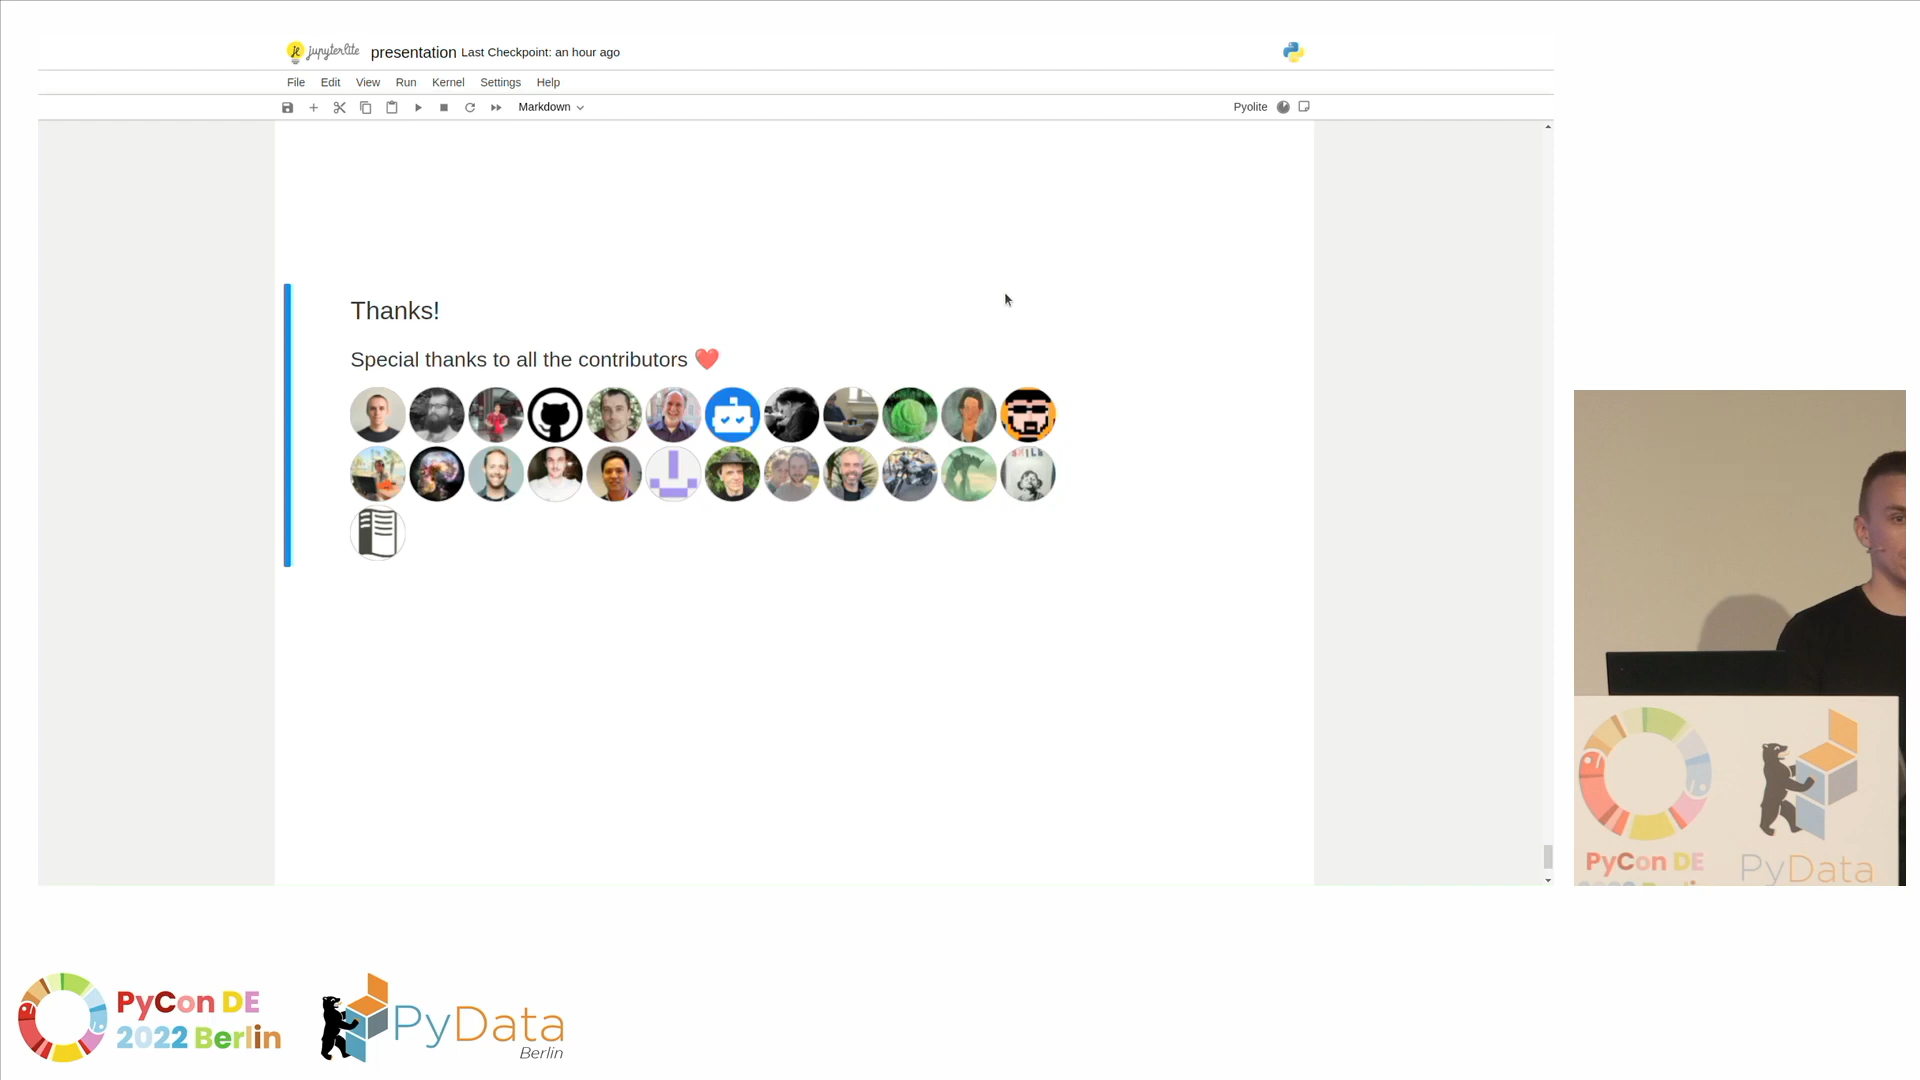 jupyterlite presentation Last Checkpoint: an hour ago
File Edit View Run Kernel Settings Help
Markdown Pyolite
Thanks!
Special thanks to all the contributors ❤️
PyCon DE
PyData
PyCon DE
2022 Berlin
PyData
Berlin